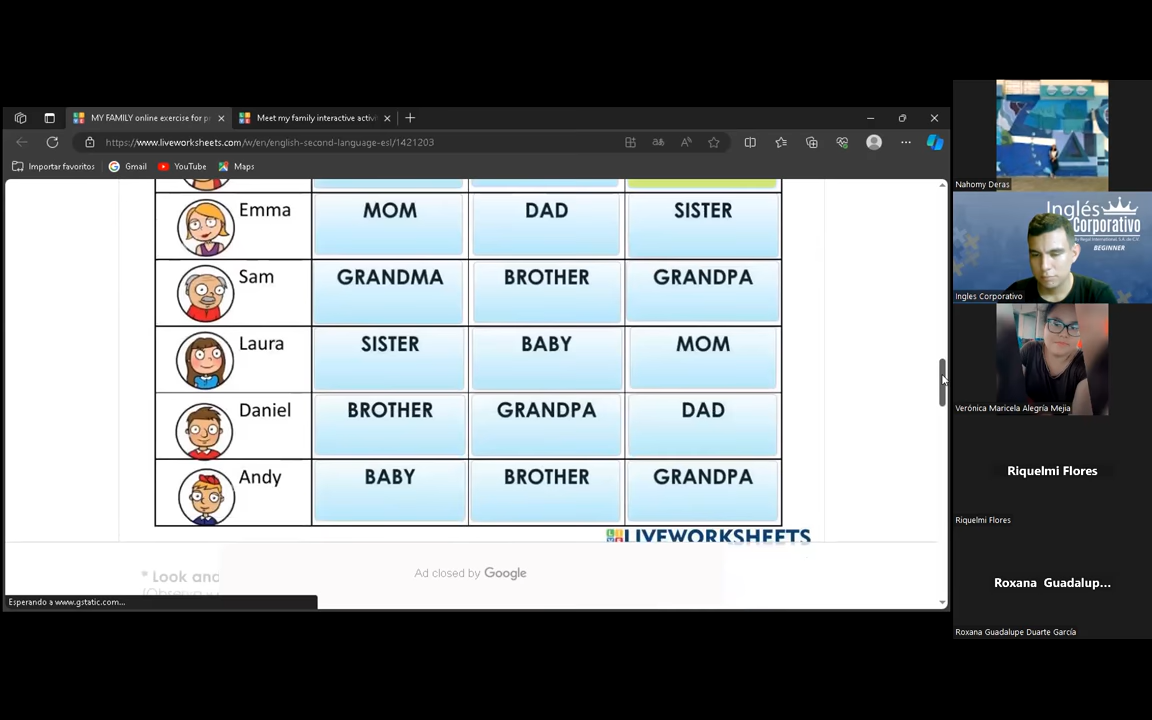 MY FAMILY online exercise for p
Meet my family interactive activi
https://www.liveworksheets.com/w/en/english-second-language-esl/1421203
Importar favoritos
Gmail
YouTube
Maps
Emma MOM DAD SISTER
Sam GRANDMA BROTHER GRANDPA
Laura SISTER BABY MOM
Daniel BROTHER GRANDPA DAD
Andy BABY BROTHER GRANDPA
LIVEWORKSHEETS
* Look and
Ad closed by Google
Esperando a www.gstatic.com...
Nahomy Deras
Inglés
Corporativo
BEGINNER
Ingles Corporativo
Verónica Maricela Alegría Mejia
Riquelmi Flores
Riquelmi Flores
Roxana Guadalup...
Roxana Guadalupe Duarte García